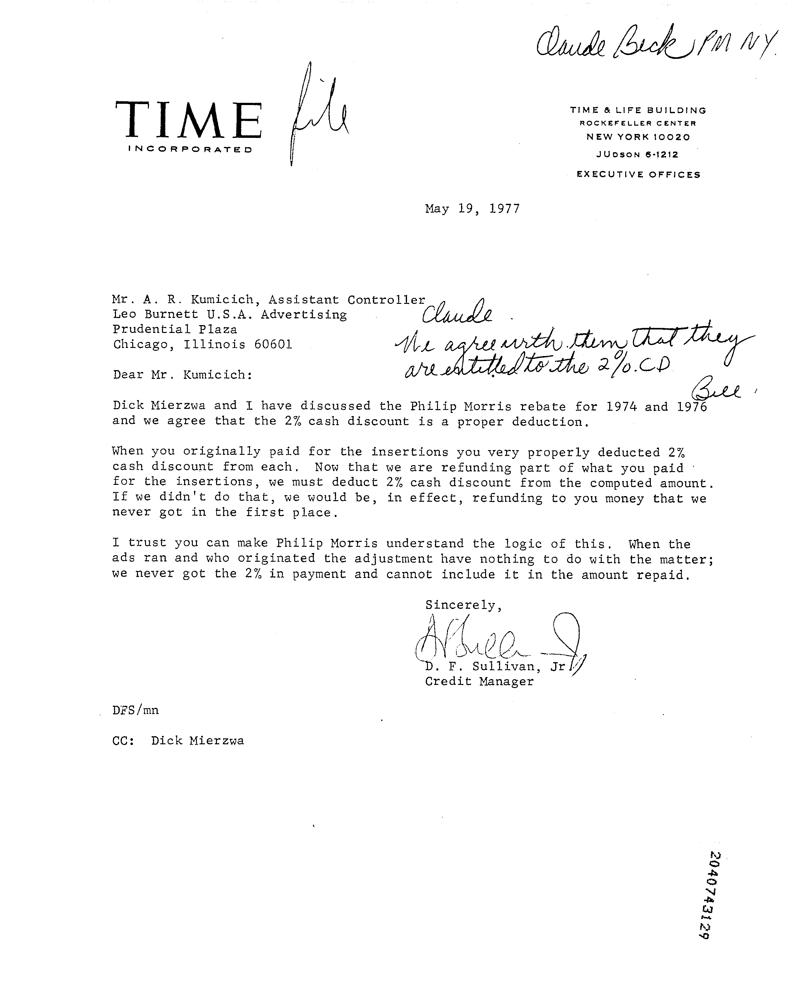 Claude Beck PM NY.
TIME
INCORPORATED
file
TIME & LIFE BUILDING
ROCKEFELLER CENTER
NEW YORK 10020
JUDSON 6-1212
EXECUTIVE OFFICES
May 19, 1977
Mr. A. R. Kumicich, Assistant Controller
Leo Burnett U.S.A. Advertising
Prudential Plaza
Chicago, Illinois 60601
Claude
We agree with them that they
are entitled to the 2% CD
Bill
Dear Mr. Kumicich:
Dick Mierzwa and I have discussed the Philip Morris rebate for 1974 and 1976
and we agree that the 2% cash discount is a proper deduction.
When you originally paid for the insertions you very properly deducted 2%
cash discount from each. Now that we are refunding part of what you paid
for the insertions, we must deduct 2% cash discount from the computed amount.
If we didn't do that, we would be, in effect, refunding to you money that we
never got in the first place.
I trust you can make Philip Morris understand the logic of this. When the
ads ran and who originated the adjustment have nothing to do with the matter;
we never got the 2% in payment and cannot include it in the amount repaid.
Sincerely,
D. F. Sullivan, Jr
Credit Manager
DFS/mn
CC: Dick Mierzwa
2040743129